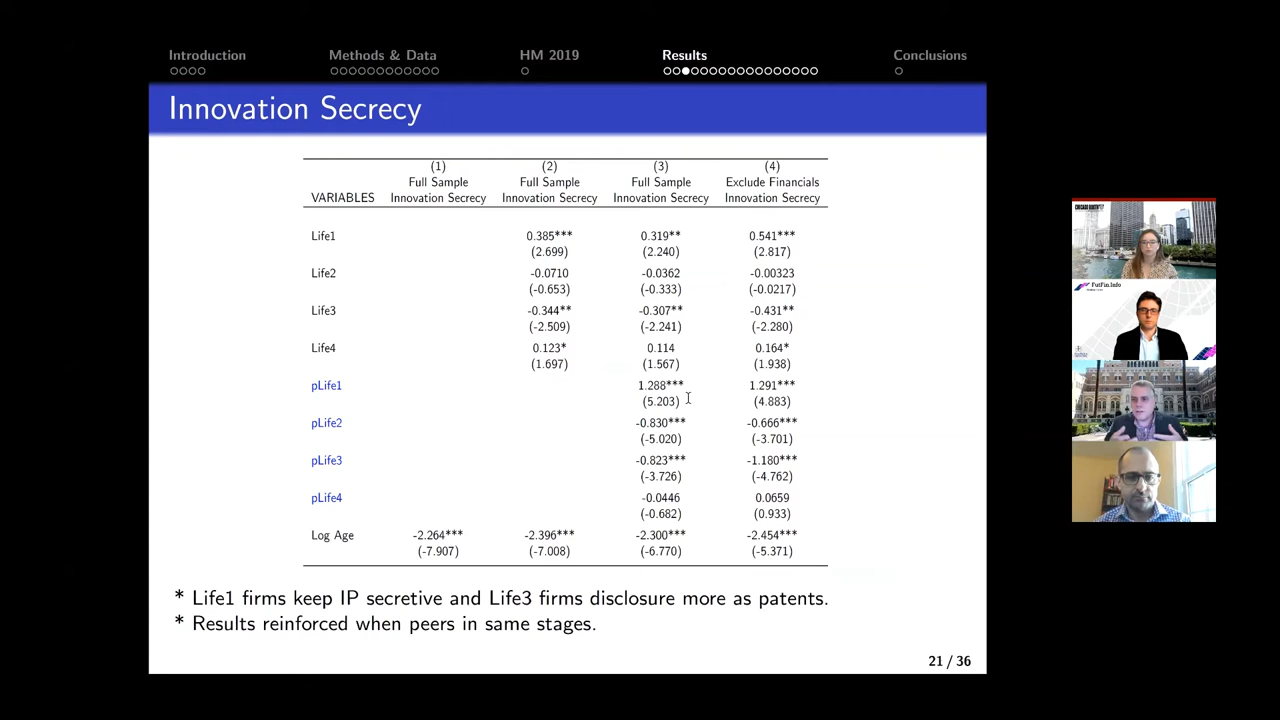 Introduction Methods & Data HM 2019 Results Conclusions
Innovation Secrecy
(1) (2) (3) (4)
Full Sample Full Sample Full Sample Exclude Financials
VARIABLES Innovation Secrecy Innovation Secrecy Innovation Secrecy Innovation Secrecy
Life1 0.385*** 0.319** 0.541***
(2.699) (2.240) (2.817)
Life2 -0.0710 -0.0362 -0.00323
(-0.653) (-0.333) (-0.0217)
Life3 -0.344** -0.307** -0.431**
(-2.509) (-2.241) (-2.280)
Life4 0.123* 0.114 0.164*
(1.697) (1.567) (1.938)
pLife1 1.288*** 1.291***
(5.203) (4.883)
pLife2 -0.830*** -0.666***
(-5.020) (-3.701)
pLife3 -0.823*** -1.180***
(-3.726) (-4.762)
pLife4 -0.0446 0.0659
(-0.682) (0.933)
Log Age -2.264*** -2.396*** -2.300*** -2.454***
(-7.907) (-7.008) (-6.770) (-5.371)
* Life1 firms keep IP secretive and Life3 firms disclosure more as patents.
* Results reinforced when peers in same stages.
21 / 36
CHICAGO BOOTH
FutFin.Info